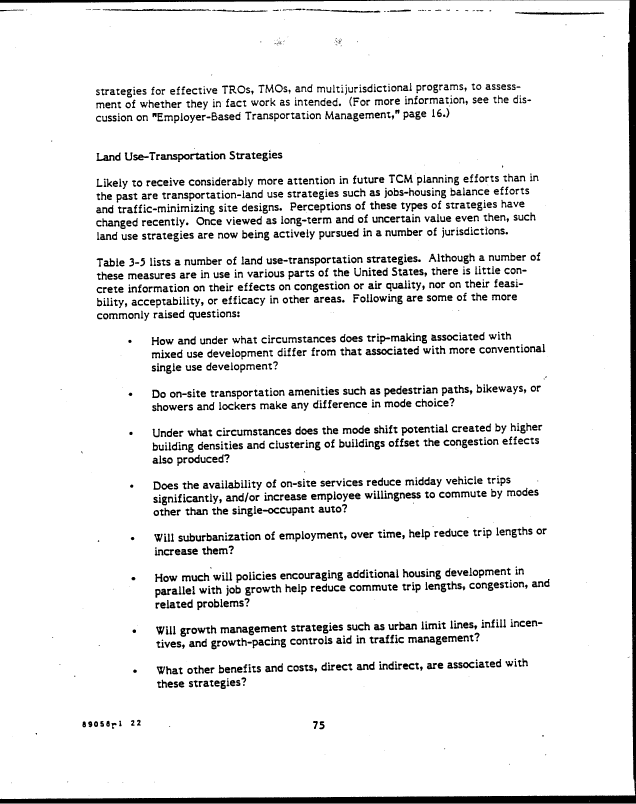 strategies for effective TROs, TMOs, and multijurisdictional programs, to assess-
ment of whether they in fact work as intended. (For more information, see the dis-
cussion on "Employer-Based Transportation Management," page 16.)
Land Use-Transportation Strategies
Likely to receive considerably more attention in future TCM planning efforts than in
the past are transportation-land use strategies such as jobs-housing balance efforts
and traffic-minimizing site designs. Perceptions of these types of strategies have
changed recently. Once viewed as long-term and of uncertain value even then, such
land use strategies are now being actively pursued in a number of jurisdictions.
Table 3-5 lists a number of land use-transportation strategies. Although a number of
these measures are in use in various parts of the United States, there is little con-
crete information on their effects on congestion or air quality, nor on their feasi-
bility, acceptability, or efficacy in other areas. Following are some of the more
commonly raised questions:
• How and under what circumstances does trip-making associated with
mixed use development differ from that associated with more conventional
single use development?
• Do on-site transportation amenities such as pedestrian paths, bikeways, or
showers and lockers make any difference in mode choice?
• Under what circumstances does the mode shift potential created by higher
building densities and clustering of buildings offset the congestion effects
also produced?
• Does the availability of on-site services reduce midday vehicle trips
significantly, and/or increase employee willingness to commute by modes
other than the single-occupant auto?
• Will suburbanization of employment, over time, help reduce trip lengths or
increase them?
• How much will policies encouraging additional housing development in
parallel with job growth help reduce commute trip lengths, congestion, and
related problems?
• Will growth management strategies such as urban limit lines, infill incen-
tives, and growth-pacing controls aid in traffic management?
• What other benefits and costs, direct and indirect, are associated with
these strategies?
89058r1 22
75